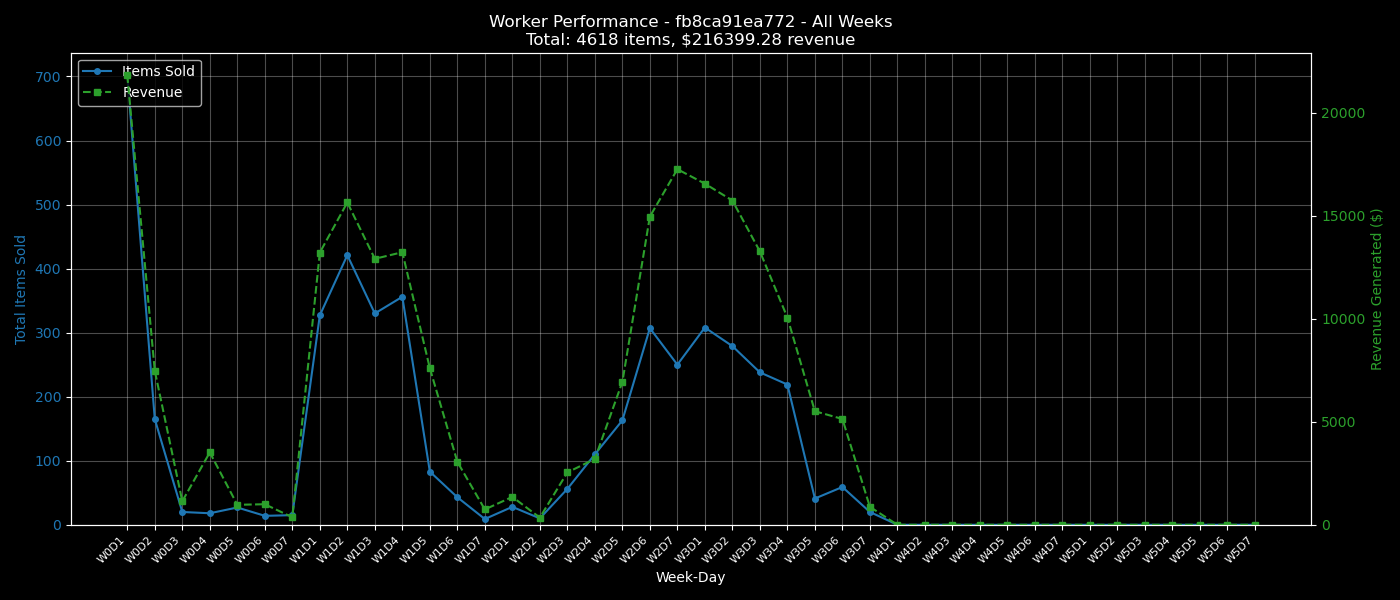 Worker Performance - fb8ca91ea772 - All Weeks
Total: 4618 items, $216399.28 revenue
Items Sold
Revenue
700
600
500
400
300
200
100
0
Total Items Sold
20000
15000
10000
5000
0
Revenue Generated ($)
W0D1 W0D2 W0D3 W0D4 W0D5 W0D6 W0D7 W1D1 W1D2 W1D3 W1D4 W1D5 W1D6 W1D7 W2D1 W2D2 W2D3 W2D4 W2D5 W2D6 W2D7 W3D1 W3D2 W3D3 W3D4 W3D5 W3D6 W3D7 W4D1 W4D2 W4D3 W4D4 W4D5 W4D6 W4D7 W5D1 W5D2 W5D3 W5D4 W5D5 W5D6 W5D7
Week-Day